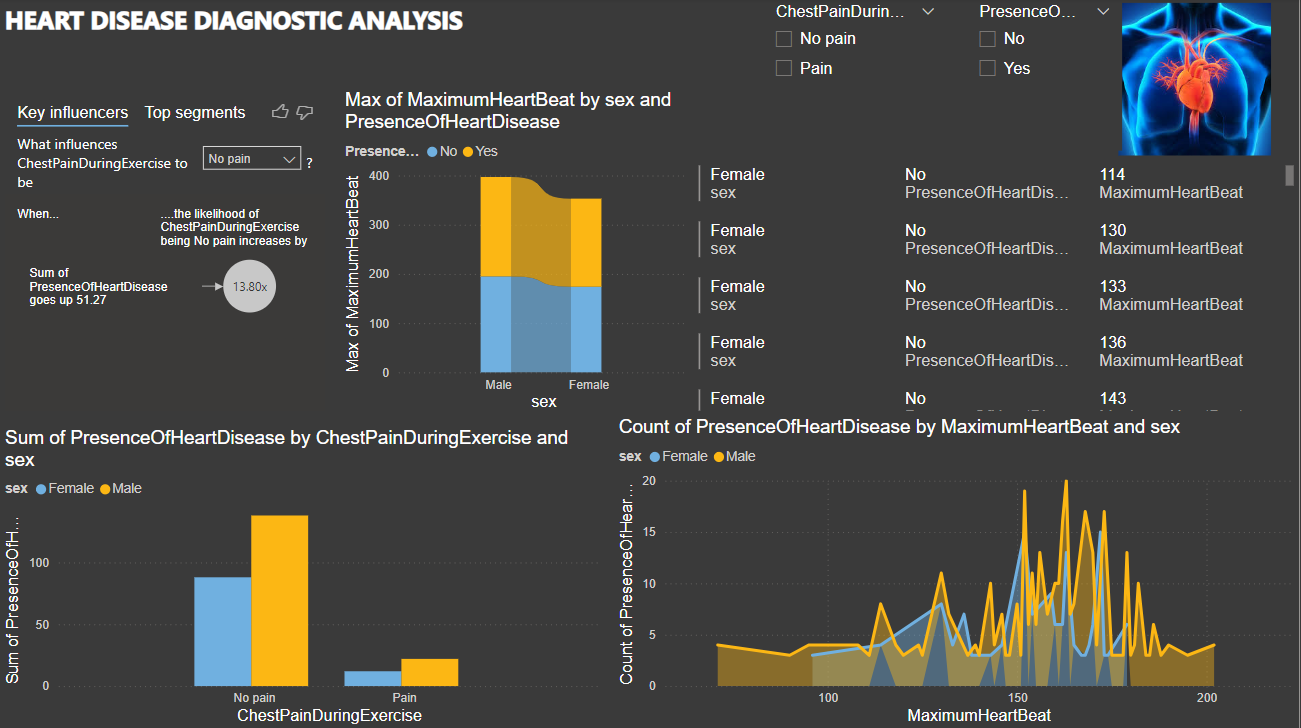 HEART DISEASE DIAGNOSTIC ANALYSIS
ChestPainDurin...
No pain
Pain
PresenceO...
No
Yes
Key influencers Top segments
What influences
ChestPainDuringExercise to
be
No pain
?
When...
....the likelihood of
ChestPainDuringExercise
being No pain increases by
Sum of
PresenceOfHeartDisease
goes up 51.27
13.80x
Max of MaximumHeartBeat by sex and
PresenceOfHeartDisease
Presence... No Yes
Max of MaximumHeartBeat
400
300
200
100
0
Male Female
sex
Female No 114
sex PresenceOfHeartDis... MaximumHeartBeat
Female No 130
sex PresenceOfHeartDis... MaximumHeartBeat
Female No 133
sex PresenceOfHeartDis... MaximumHeartBeat
Female No 136
sex PresenceOfHeartDis... MaximumHeartBeat
Female No 143
Sum of PresenceOfHeartDisease by ChestPainDuringExercise and
sex
sex Female Male
Sum of PresenceOfH...
100
50
0
No pain Pain
ChestPainDuringExercise
Count of PresenceOfHeartDisease by MaximumHeartBeat and sex
sex Female Male
Count of PresenceOfHear...
20
15
10
5
0
100 150 200
MaximumHeartBeat